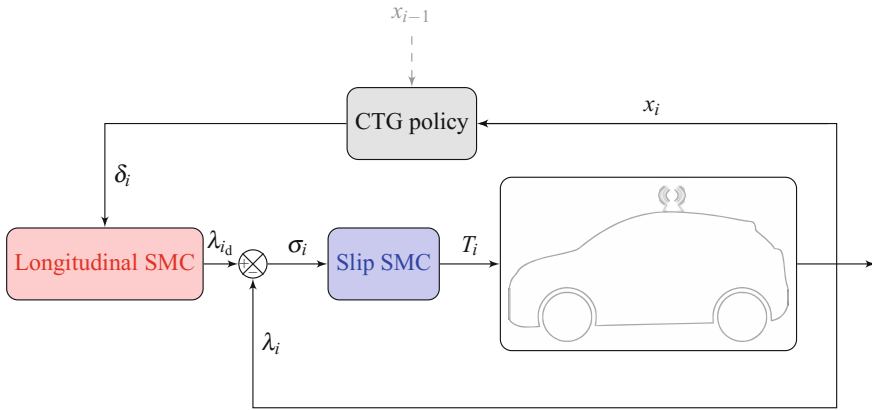 x_{i−1}
CTG policy
x_i
δ_i
Longitudinal SMC
λ_{i_d}
+
−
σ_i
Slip SMC
T_i
λ_i